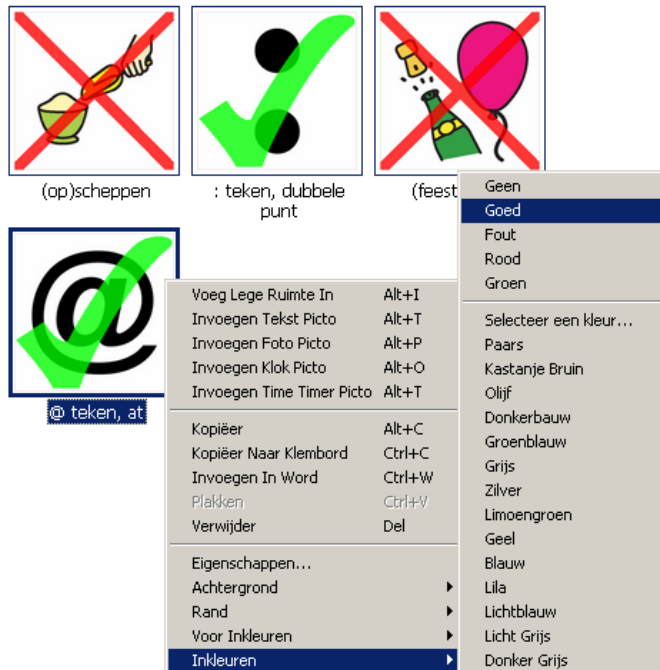 (op)scheppen
: teken, dubbele
punt
(feest
@ teken, at
Voeg Lege Ruimte In Alt+I
Invoegen Tekst Picto Alt+T
Invoegen Foto Picto Alt+P
Invoegen Klok Picto Alt+O
Invoegen Time Timer Picto Alt+T
Kopiëer Alt+C
Kopiëer Naar Klembord Ctrl+C
Invoegen In Word Ctrl+W
Plakken Ctrl+V
Verwijder Del
Eigenschappen...
Achtergrond
Rand
Voor Inkleuren
Inkleuren
Geen
Goed
Fout
Rood
Groen
Selecteer een kleur...
Paars
Kastanje Bruin
Olijf
Donkerbauw
Groenblauw
Grijs
Zilver
Limoengroen
Geel
Blauw
Lila
Lichtblauw
Licht Grijs
Donker Grijs